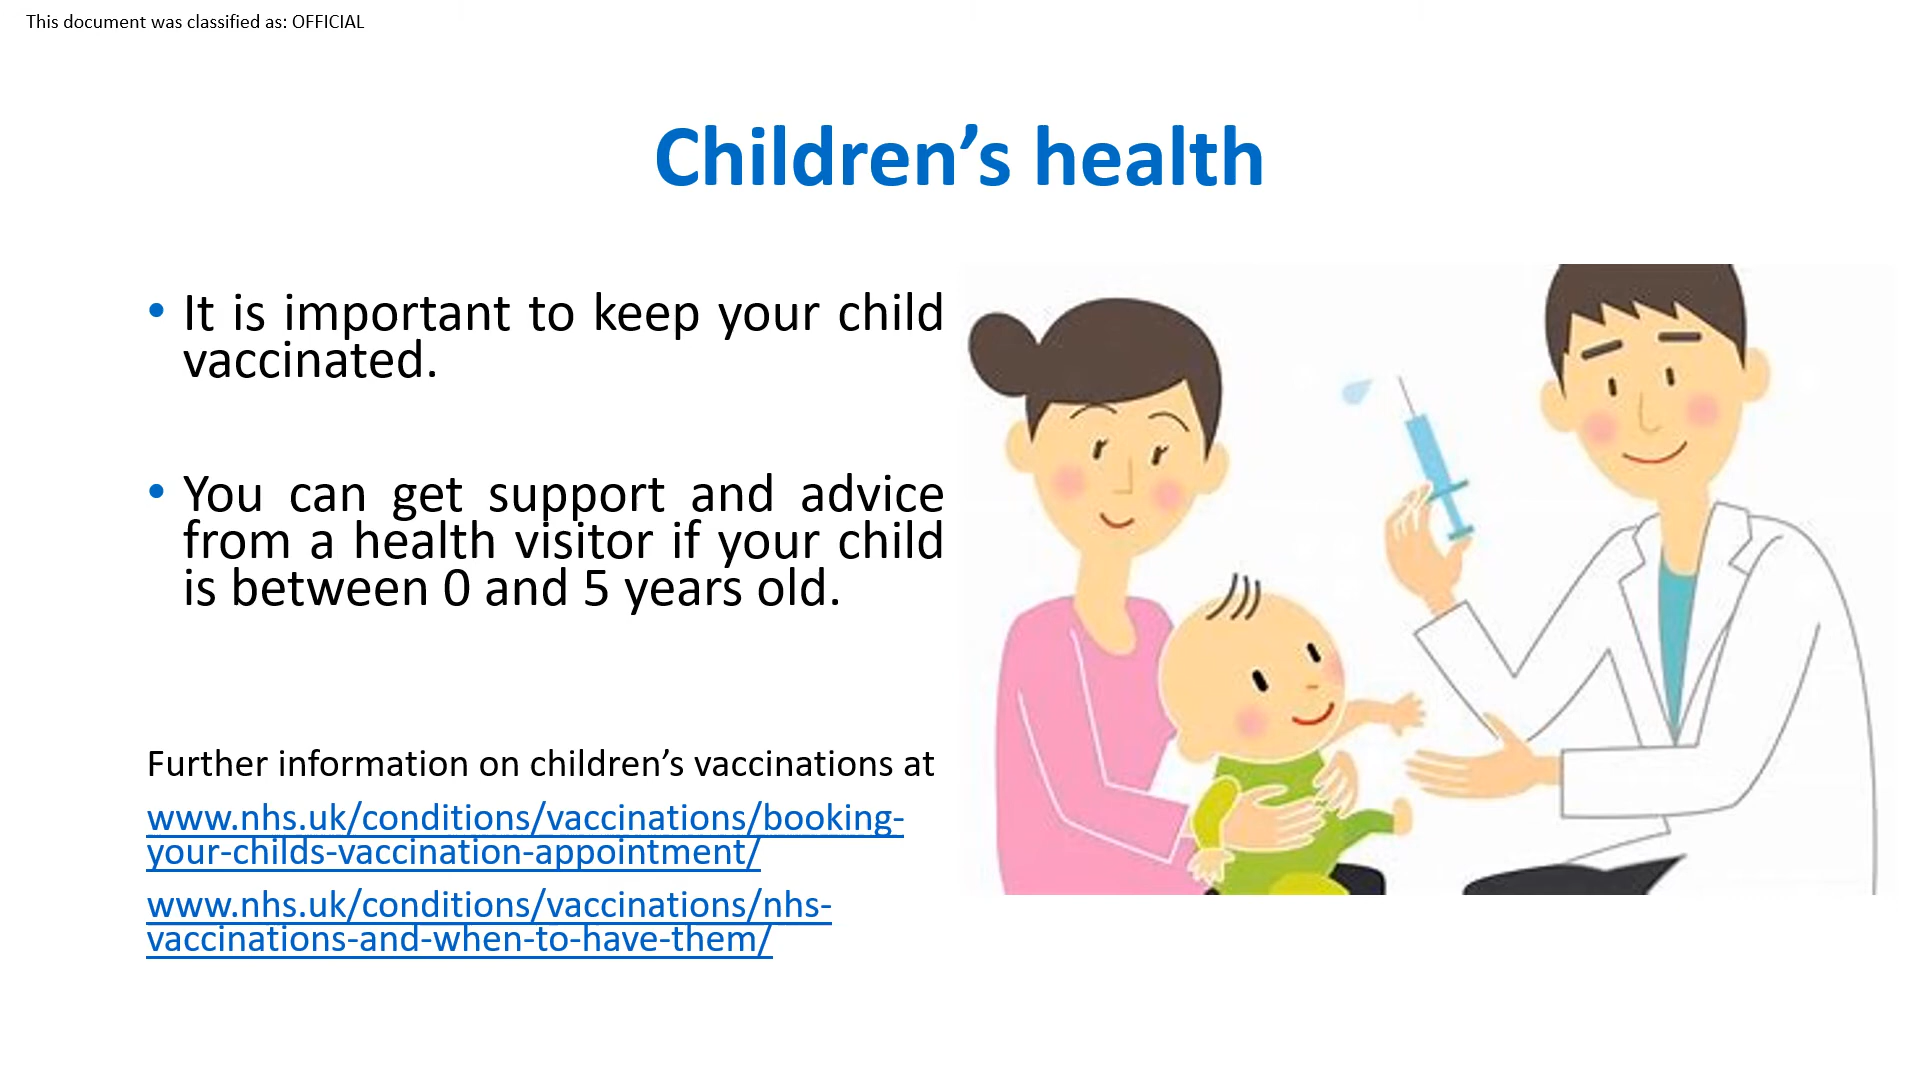 This document was classified as: OFFICIAL
Children’s health
• It is important to keep your child
vaccinated.
• You can get support and advice
from a health visitor if your child
is between 0 and 5 years old.
Further information on children’s vaccinations at
www.nhs.uk/conditions/vaccinations/booking-
your-childs-vaccination-appointment/
www.nhs.uk/conditions/vaccinations/nhs-
vaccinations-and-when-to-have-them/